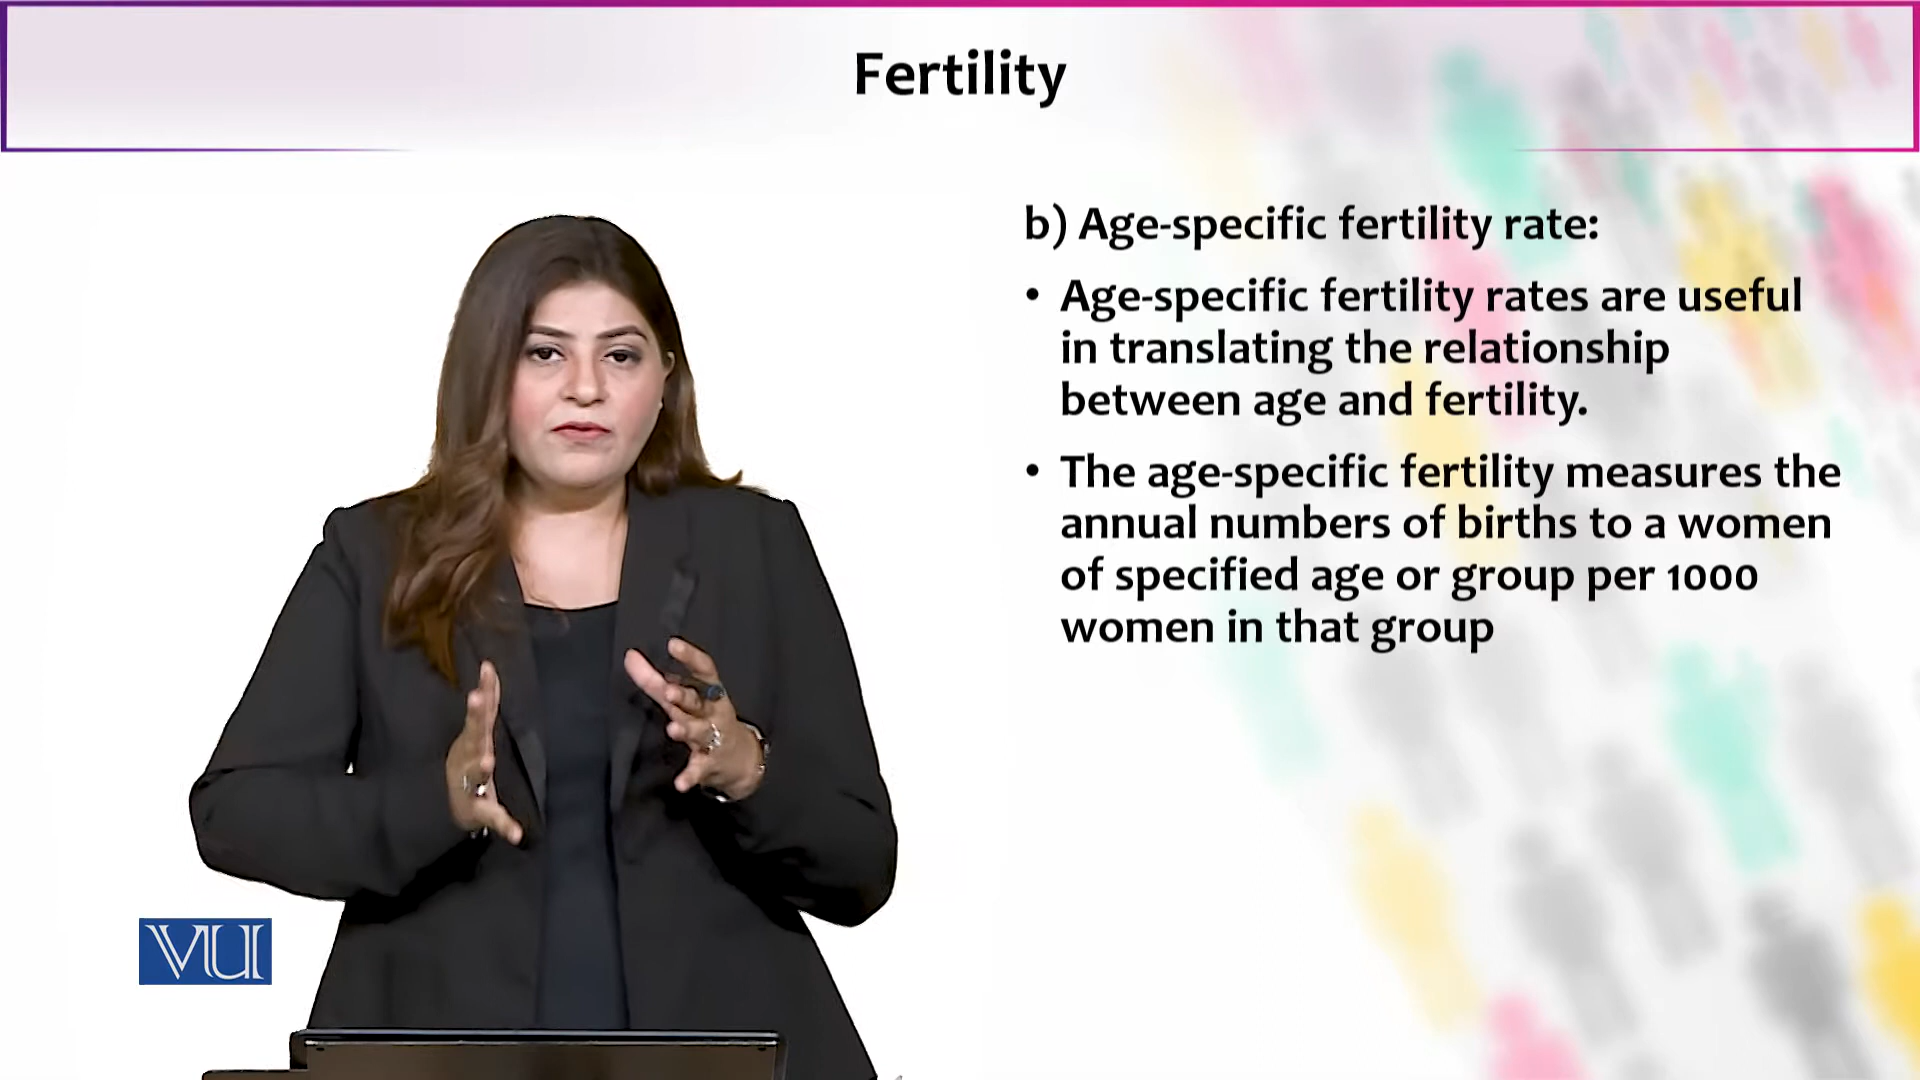 Fertility
b) Age-specific fertility rate:
• Age-specific fertility rates are useful
in translating the relationship
between age and fertility.
• The age-specific fertility measures the
annual numbers of births to a women
of specified age or group per 1000
women in that group
VU